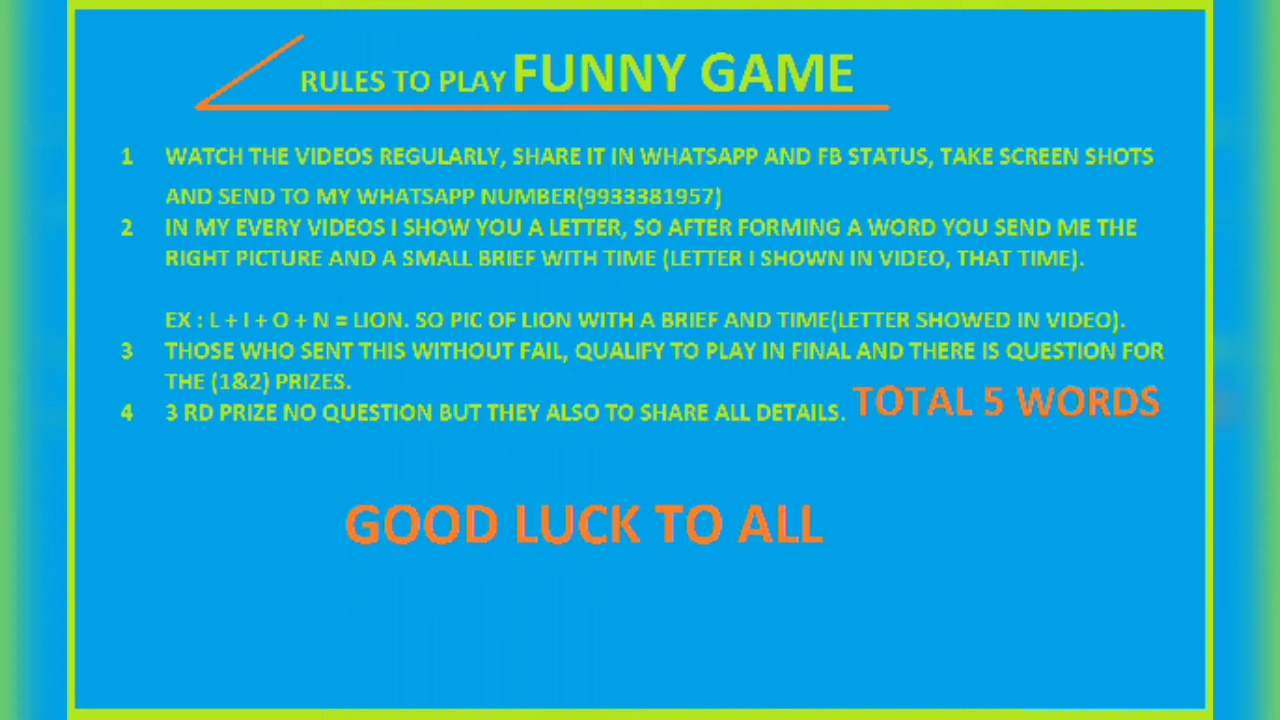 RULES TO PLAY FUNNY GAME
1 WATCH THE VIDEOS REGULARLY, SHARE IT IN WHATSAPP AND FB STATUS, TAKE SCREEN SHOTS
AND SEND TO MY WHATSAPP NUMBER(9933381957)
2 IN MY EVERY VIDEOS I SHOW YOU A LETTER, SO AFTER FORMING A WORD YOU SEND ME THE
RIGHT PICTURE AND A SMALL BRIEF WITH TIME (LETTER I SHOWN IN VIDEO, THAT TIME).
EX : L + I + O + N = LION. SO PIC OF LION WITH A BRIEF AND TIME(LETTER SHOWED IN VIDEO).
3 THOSE WHO SENT THIS WITHOUT FAIL, QUALIFY TO PLAY IN FINAL AND THERE IS QUESTION FOR
THE (1&2) PRIZES.
4 3 RD PRIZE NO QUESTION BUT THEY ALSO TO SHARE ALL DETAILS. TOTAL 5 WORDS
GOOD LUCK TO ALL